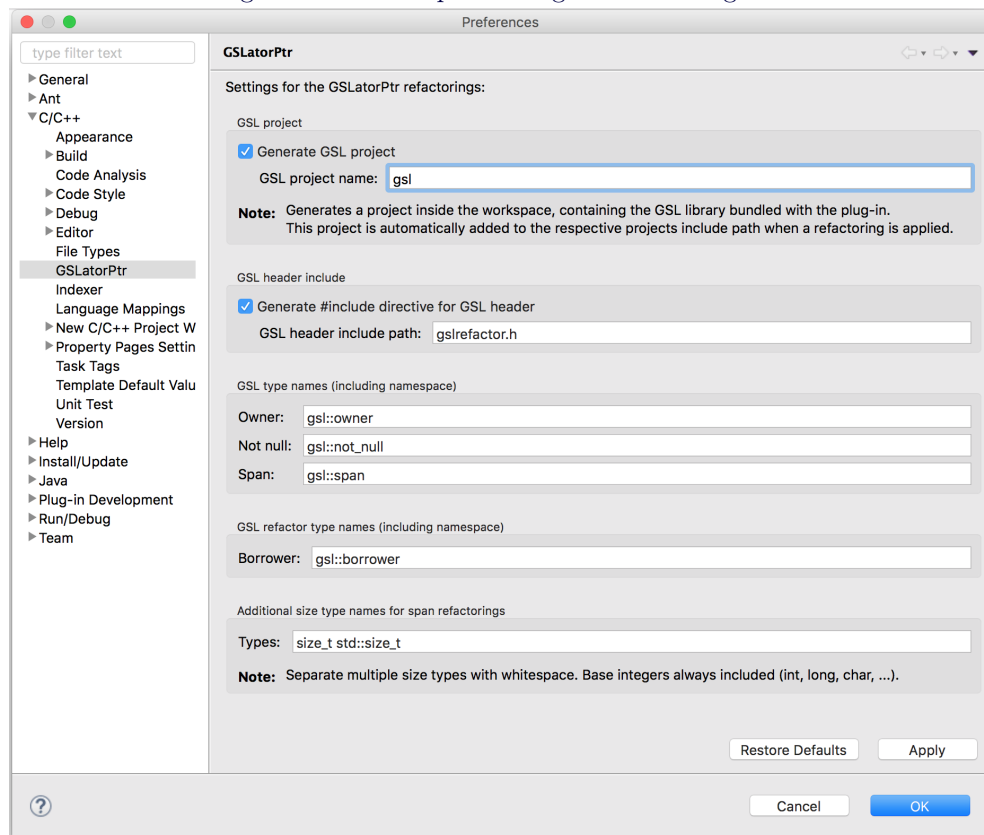 Preferences
type filter text
General
Ant
C/C++
Appearance
Build
Code Analysis
Code Style
Debug
Editor
File Types
GSLatorPtr
Indexer
Language Mappings
New C/C++ Project W
Property Pages Settin
Task Tags
Template Default Valu
Unit Test
Version
Help
Install/Update
Java
Plug-in Development
Run/Debug
Team
GSLatorPtr
Settings for the GSLatorPtr refactorings:
GSL project
Generate GSL project
GSL project name: gsl
Note: Generates a project inside the workspace, containing the GSL library bundled with the plug-in.
This project is automatically added to the respective projects include path when a refactoring is applied.
GSL header include
Generate #include directive for GSL header
GSL header include path: gslrefactor.h
GSL type names (including namespace)
Owner: gsl::owner
Not null: gsl::not_null
Span: gsl::span
GSL refactor type names (including namespace)
Borrower: gsl::borrower
Additional size type names for span refactorings
Types: size_t std::size_t
Note: Separate multiple size types with whitespace. Base integers always included (int, long, char, ...).
Restore Defaults Apply
? Cancel OK